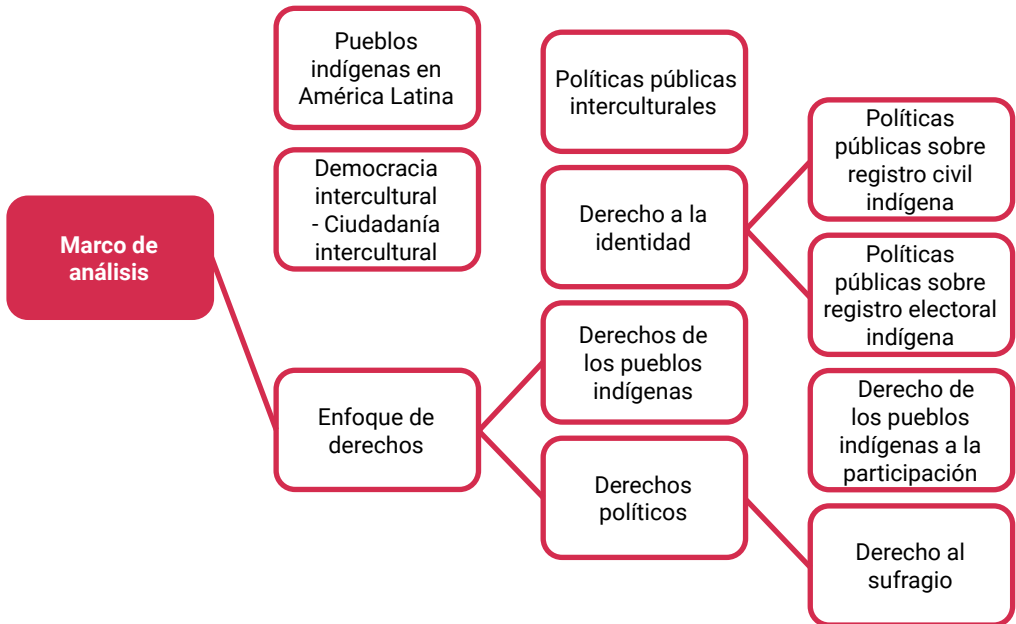 Marco de
análisis
Pueblos
indígenas en
América Latina
Democracia
intercultural
- Ciudadanía
intercultural
Enfoque de
derechos
Políticas públicas
interculturales
Derecho a la
identidad
Derechos de
los pueblos
indígenas
Derechos
políticos
Políticas
públicas sobre
registro civil
indígena
Políticas
públicas sobre
registro electoral
indígena
Derecho de
los pueblos
indígenas a la
participación
Derecho al
sufragio